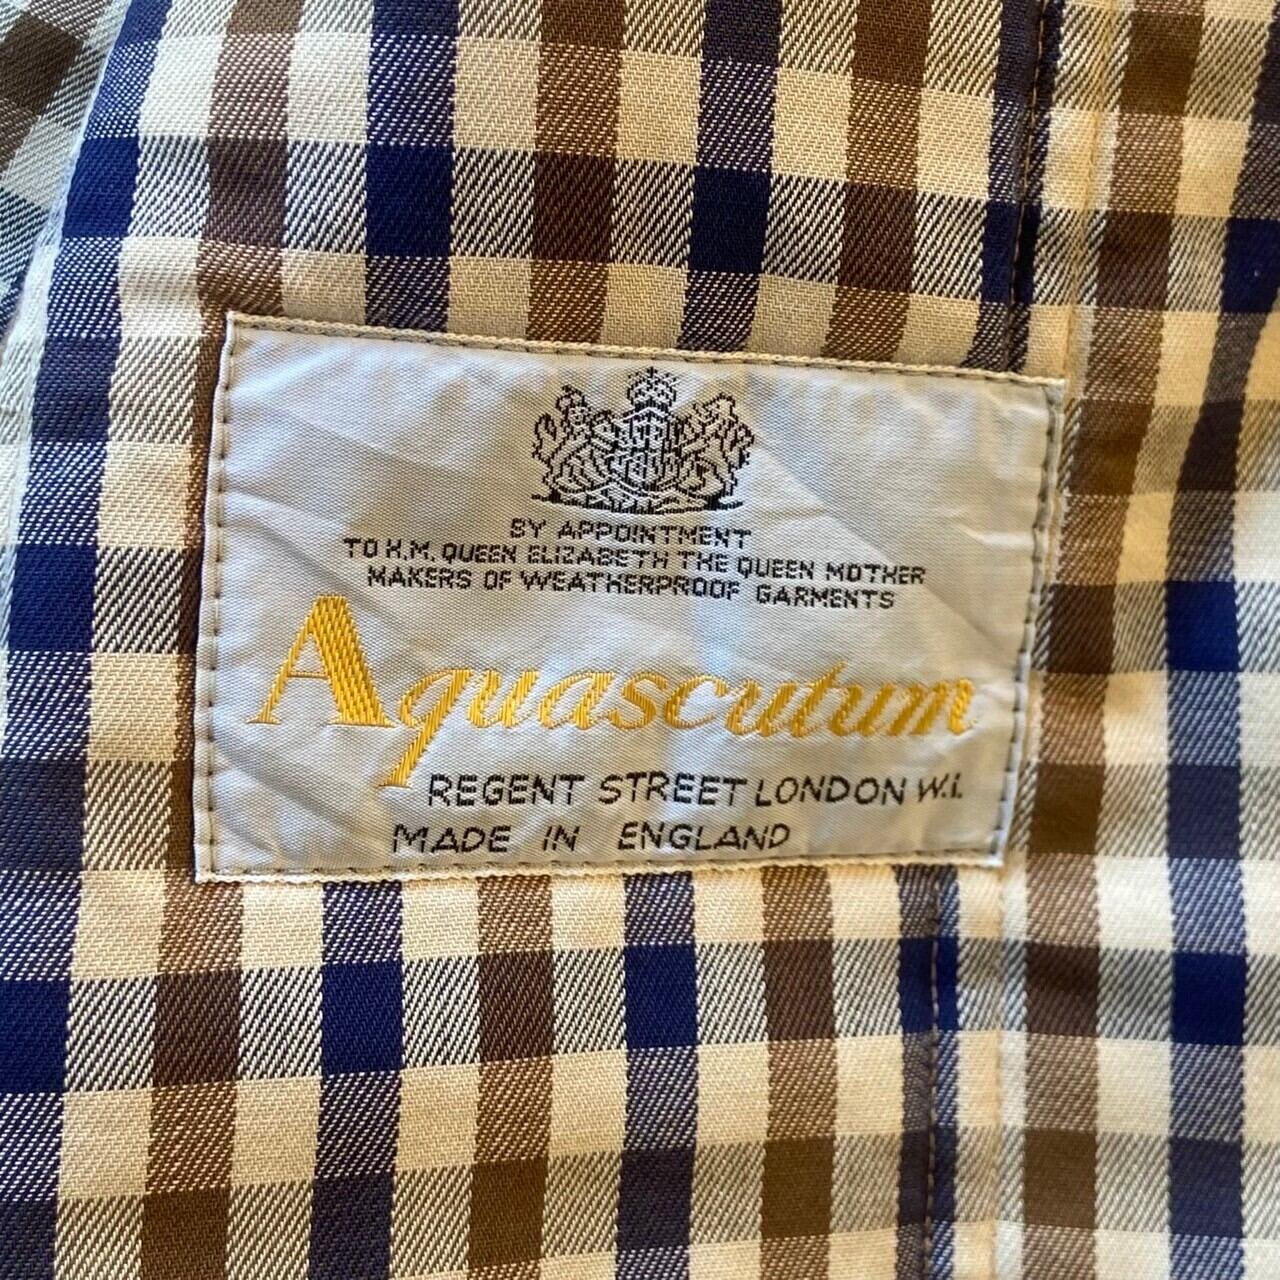 BY APPOINTMENT
TO H.M. QUEEN ELIZABETH THE QUEEN MOTHER
MAKERS OF WEATHERPROOF GARMENTS
Aquascutum
REGENT STREET LONDON W.1.
MADE IN ENGLAND